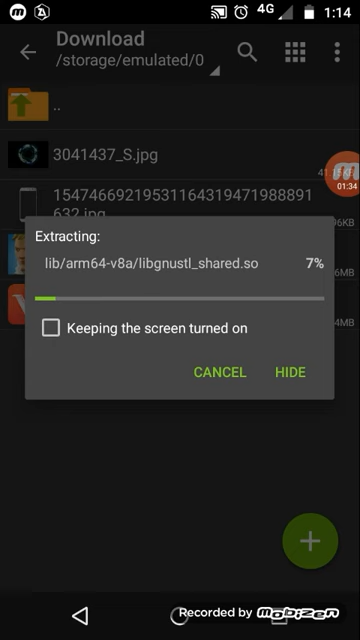 4G
1:14
Download
/storage/emulated/0
..
3041437_S.jpg
01:34
1547466921953116431947198889​1
632.jpg
Extracting:
lib/arm64-v8a/libgnustl_shared.so
7%
Keeping the screen turned on
CANCEL
HIDE
Recorded by
mobizen